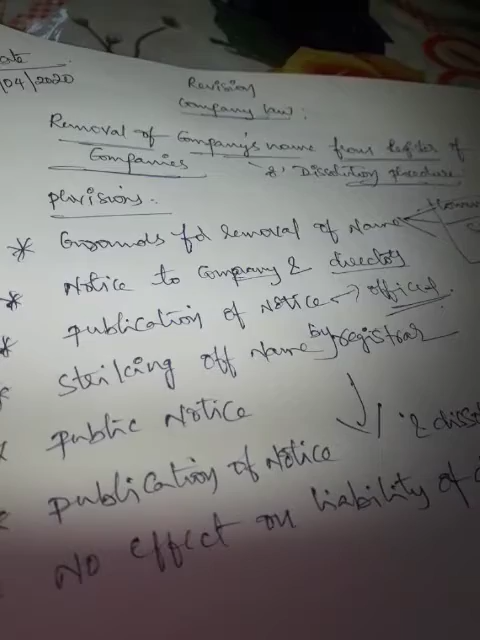 ate
/04/2020
Revision
Company law:
Removal of Company's name from Register of
Companies & Dissolution procedure
provisions.
* Grounds for removal of Name
* Notice to Company & directors
* publication of Notice → official
striking off Name by registrar
public Notice
& disso
publication of Notice
NO effect on liability of